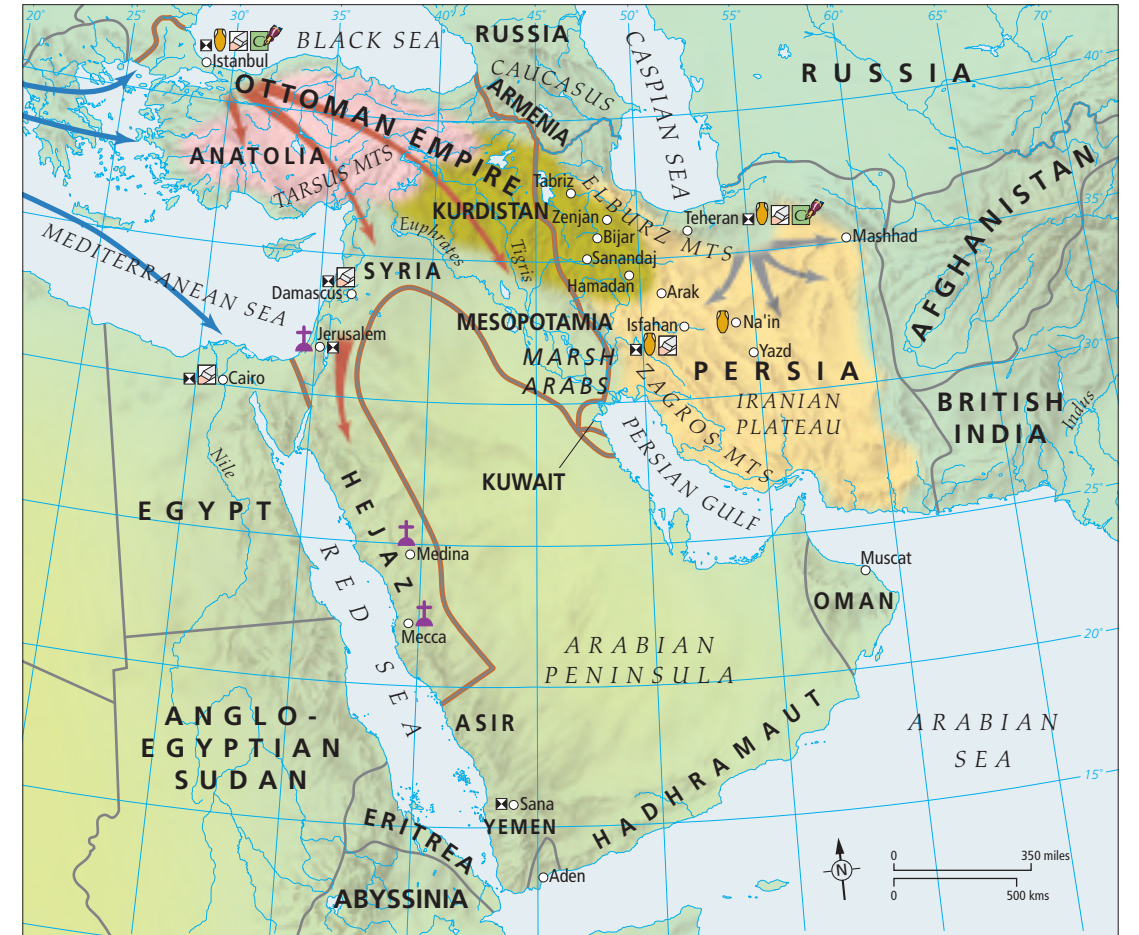 20°
25°
30°
35°
40°
45°
50°
55°
60°
65°
70°
BLACK SEA
RUSSIA
CAUCASUS
CASPIAN SEA
RUSSIA
40°
Istanbul
OTTOMAN EMPIRE
ARMENIA
ANATOLIA
TARSUS MTS
KURDISTAN
Tabriz
Zenjan
Bijar
Sanandaj
Hamadan
ELBURZ MTS
Teheran
Mashhad
35°
AFGHANISTAN
Euphrates
Tigris
MEDITERRANEAN SEA
SYRIA
Damascus
Arak
MESOPOTAMIA
Isfahan
Na'in
Jerusalem
MARSH
ARABS
Yazd
30°
Cairo
PERSIA
ZAGROS MTS
IRANIAN
PLATEAU
BRITISH
INDIA
Indus
KUWAIT
PERSIAN GULF
Nile
25°
EGYPT
HEJAZ
RED SEA
Medina
Muscat
OMAN
Mecca
20°
ARABIAN
PENINSULA
ANGLO-
EGYPTIAN
SUDAN
ASIR
HADHRAMAUT
ARABIAN
SEA
15°
Sana
YEMEN
ERITREA
Aden
ABYSSINIA
N
0
350 miles
0
500 kms